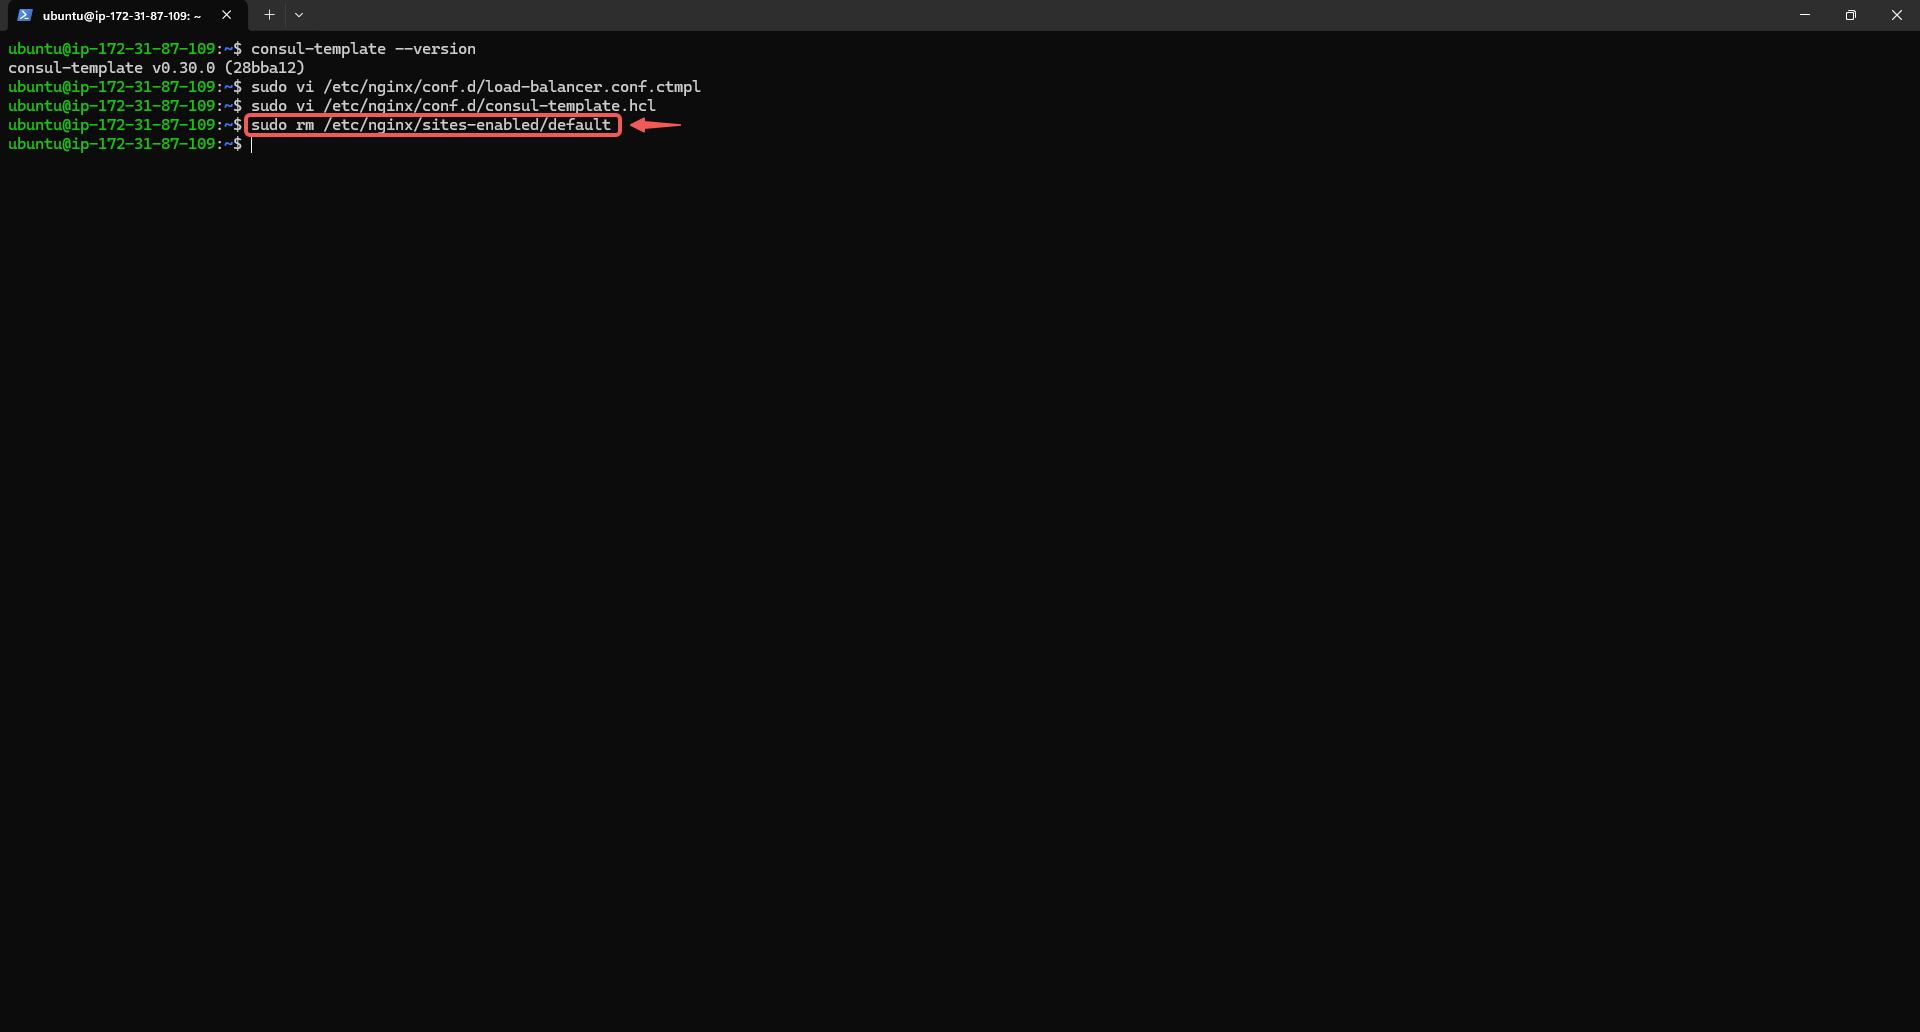 ubuntu@ip-172-31-87-109: ~
ubuntu@ip-172-31-87-109:~$ consul-template --version
consul-template v0.30.0 (28bba12)
ubuntu@ip-172-31-87-109:~$ sudo vi /etc/nginx/conf.d/load-balancer.conf.ctmpl
ubuntu@ip-172-31-87-109:~$ sudo vi /etc/nginx/conf.d/consul-template.hcl
ubuntu@ip-172-31-87-109:~$ sudo rm /etc/nginx/sites-enabled/default
ubuntu@ip-172-31-87-109:~$